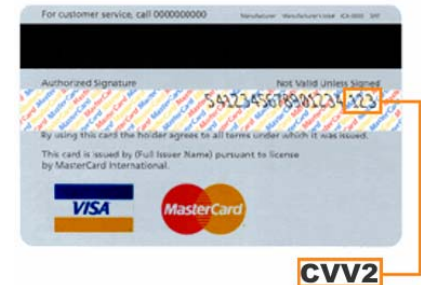 For customer service, call 0000000000
Authorized Signature Not Valid Unless Signed
5412345678901234 123
By using this card the holder agrees to all terms under which it was issued.
This card is issued by (Full Issuer Name) pursuant to license
by MasterCard International.
VISA MasterCard
CVV2